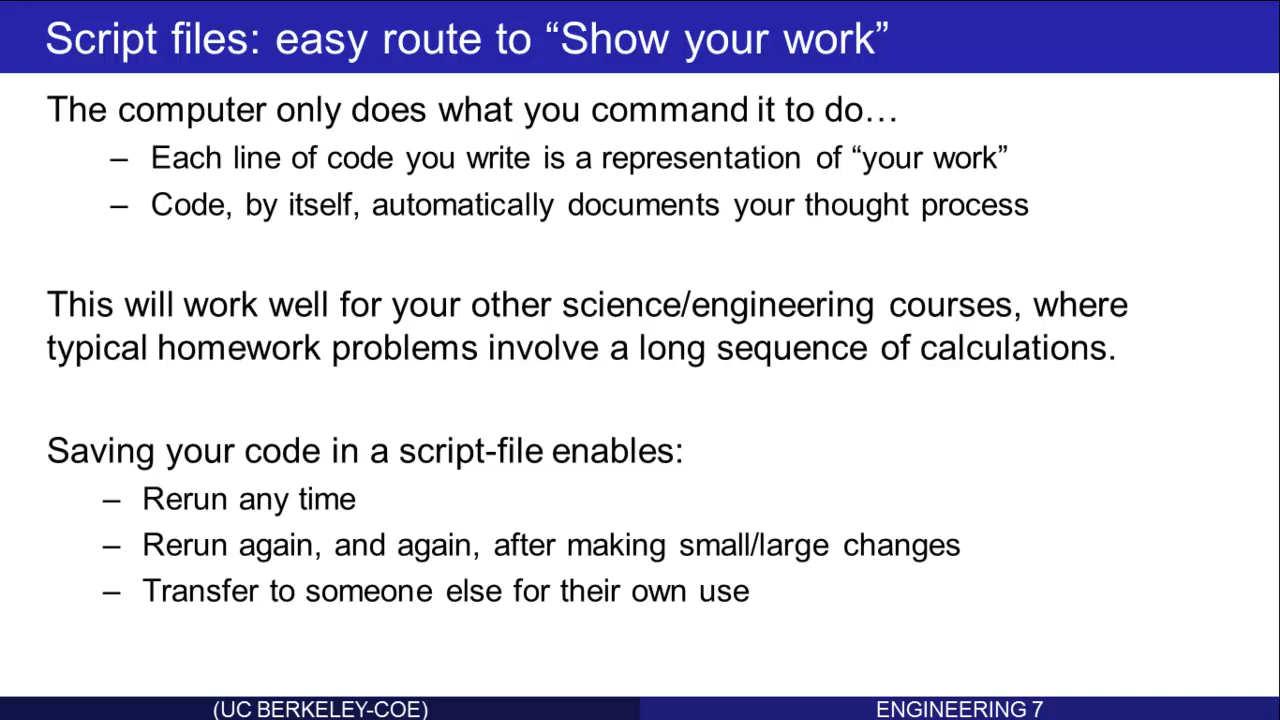 Script files: easy route to “Show your work”
The computer only does what you command it to do…
– Each line of code you write is a representation of “your work”
– Code, by itself, automatically documents your thought process
This will work well for your other science/engineering courses, where
typical homework problems involve a long sequence of calculations.
Saving your code in a script-file enables:
– Rerun any time
– Rerun again, and again, after making small/large changes
– Transfer to someone else for their own use
(UC BERKELEY-COE)
ENGINEERING 7